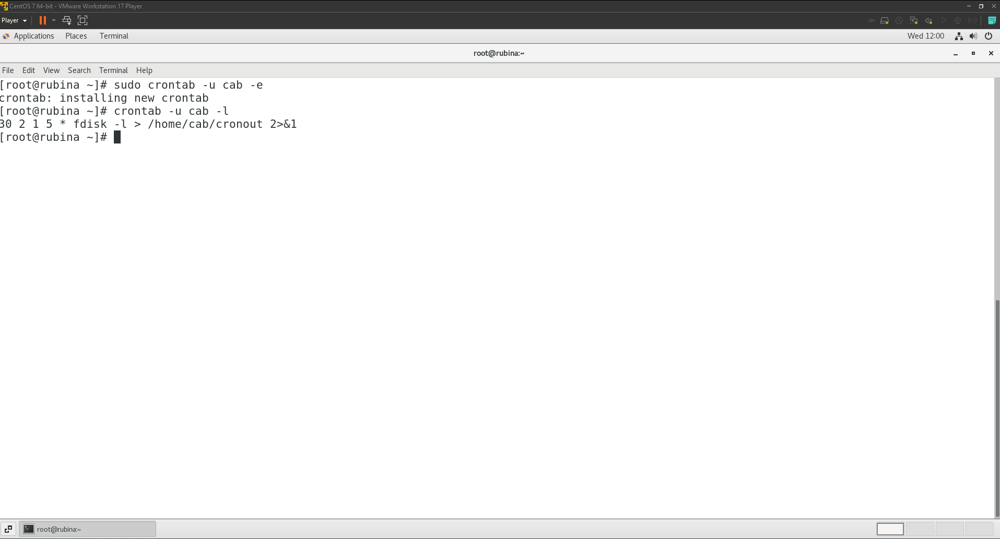 CentOS 7 64-bit - VMware Workstation 17 Player
Player
Applications Places Terminal Wed 12:00
root@rubina:~
File Edit View Search Terminal Help
[root@rubina ~]# sudo crontab -u cab -e
crontab: installing new crontab
[root@rubina ~]# crontab -u cab -l
30 2 1 5 * fdisk -l > /home/cab/cronout 2>&1
[root@rubina ~]#
root@rubina:~